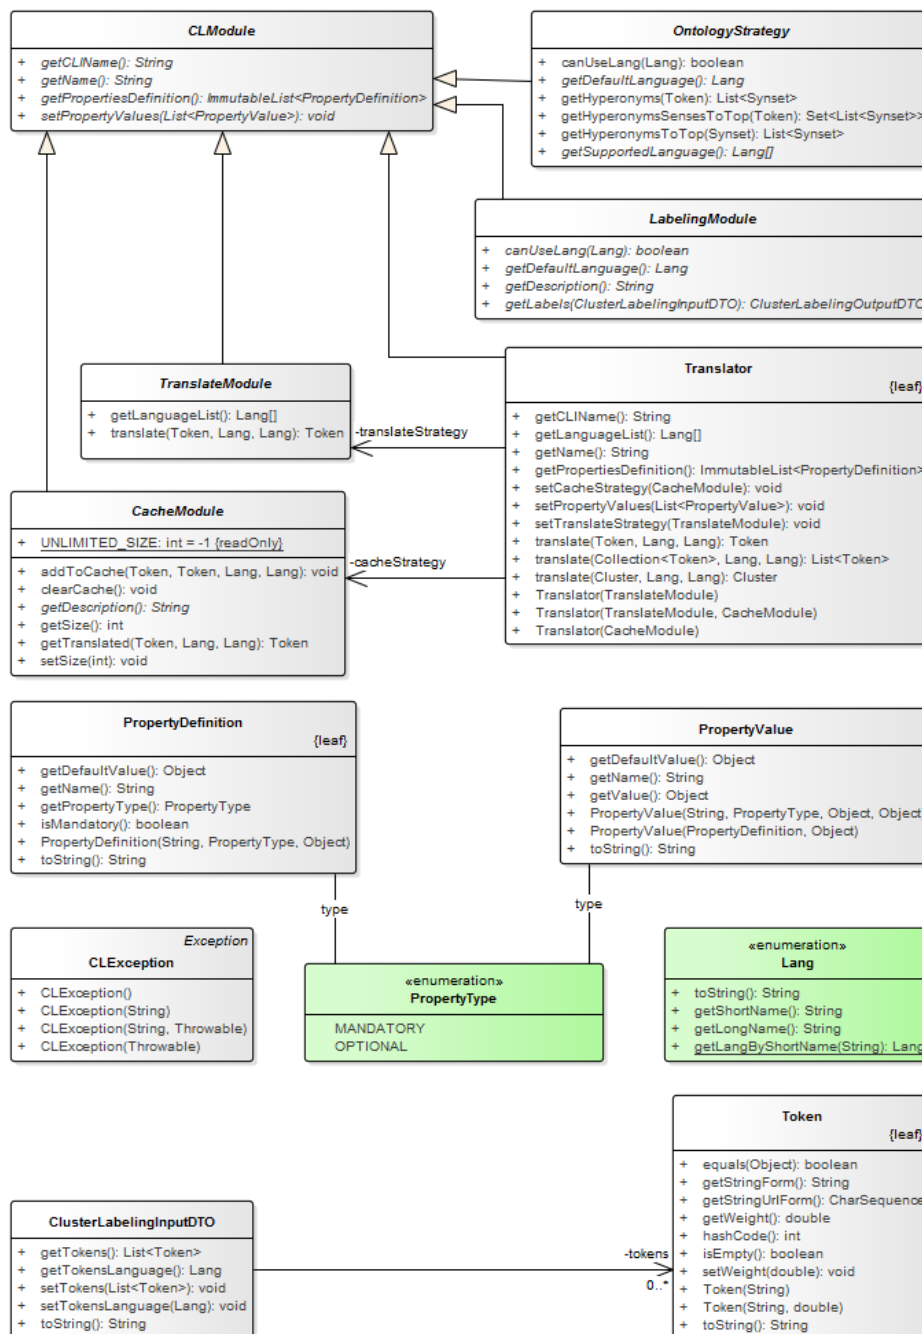 CLModule
+ getCLIName(): String
+ getName(): String
+ getPropertiesDefinition(): ImmutableList<PropertyDefinition>
+ setPropertyValues(List<PropertyValue>): void
OntologyStrategy
+ canUseLang(Lang): boolean
+ getDefaultLanguage(): Lang
+ getHyperonyms(Token): List<Synset>
+ getHyperonymsSensesToTop(Token): Set<List<Synset>>
+ getHyperonymsToTop(Synset): List<Synset>
+ getSupportedLanguage(): Lang[]
LabelingModule
+ canUseLang(Lang): boolean
+ getDefaultLanguage(): Lang
+ getDescription(): String
+ getLabels(ClusterLabelingInputDTO): ClusterLabelingOutputDTO
TranslateModule
+ getLanguageList(): Lang[]
+ translate(Token, Lang, Lang): Token
-translateStrategy
Translator
{leaf}
+ getCLIName(): String
+ getLanguageList(): Lang[]
+ getName(): String
+ getPropertiesDefinition(): ImmutableList<PropertyDefinition>
+ setCacheStrategy(CacheModule): void
+ setPropertyValues(List<PropertyValue>): void
+ setTranslateStrategy(TranslateModule): void
+ translate(Token, Lang, Lang): Token
+ translate(Collection<Token>, Lang, Lang): List<Token>
+ translate(Cluster, Lang, Lang): Cluster
+ Translator(TranslateModule)
+ Translator(TranslateModule, CacheModule)
+ Translator(CacheModule)
CacheModule
+ UNLIMITED_SIZE: int = -1 {readOnly}
+ addToCache(Token, Token, Lang, Lang): void
+ clearCache(): void
+ getDescription(): String
+ getSize(): int
+ getTranslated(Token, Lang, Lang): Token
+ setSize(int): void
-cacheStrategy
PropertyDefinition
{leaf}
+ getDefaultValue(): Object
+ getName(): String
+ getPropertyType(): PropertyType
+ isMandatory(): boolean
+ PropertyDefinition(String, PropertyType, Object)
+ toString(): String
PropertyValue
+ getDefaultValue(): Object
+ getName(): String
+ getValue(): Object
+ PropertyValue(String, PropertyType, Object, Object)
+ PropertyValue(PropertyDefinition, Object)
+ toString(): String
type
type
Exception
CLException
+ CLException()
+ CLException(String)
+ CLException(String, Throwable)
+ CLException(Throwable)
«enumeration»
PropertyType
MANDATORY
OPTIONAL
«enumeration»
Lang
+ toString(): String
+ getShortName(): String
+ getLongName(): String
+ getLangByShortName(String): Lang
ClusterLabelingInputDTO
+ getTokens(): List<Token>
+ getTokensLanguage(): Lang
+ setTokens(List<Token>): void
+ setTokensLanguage(Lang): void
+ toString(): String
-tokens
0..*
Token
{leaf}
+ equals(Object): boolean
+ getStringForm(): String
+ getStringUrlForm(): CharSequence
+ getWeight(): double
+ hashCode(): int
+ isEmpty(): boolean
+ setWeight(double): void
+ Token(String)
+ Token(String, double)
+ toString(): String